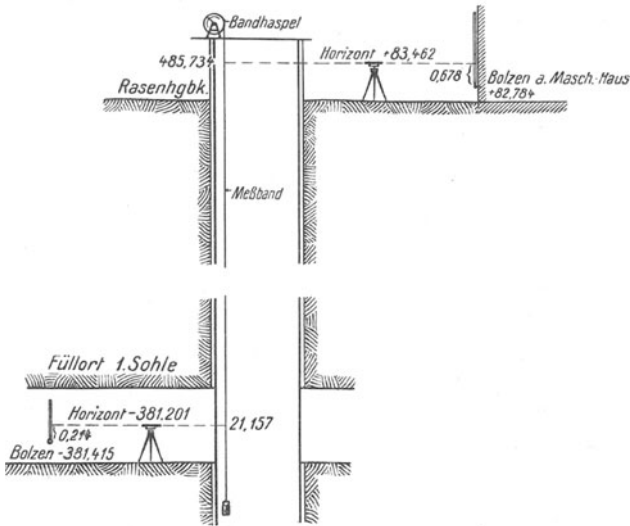 Bandhaspel
485,734
Horizont +83,462
0,678
Bolzen a. Masch.-Haus
+82,784
Rasenhgbk.
Meßband
Füllort 1. Sohle
Horizont -381,201
21,157
0,214
Bolzen -381,415